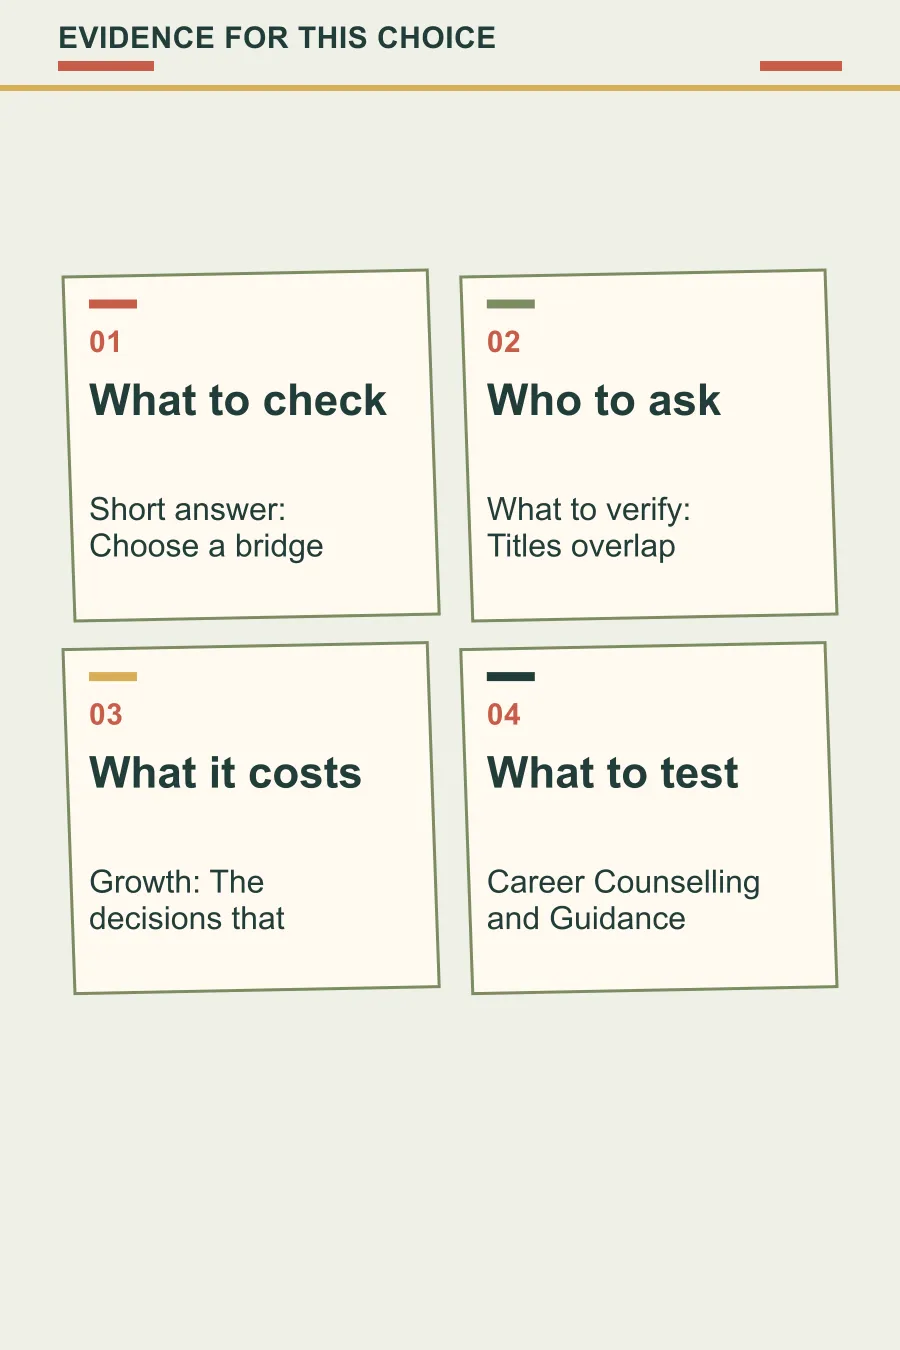 EVIDENCE FOR THIS CHOICE
01
What to check
Short answer:
Choose a bridge
02
Who to ask
What to verify:
Titles overlap
03
What it costs
Growth: The
decisions that
04
What to test
Career Counselling
and Guidance